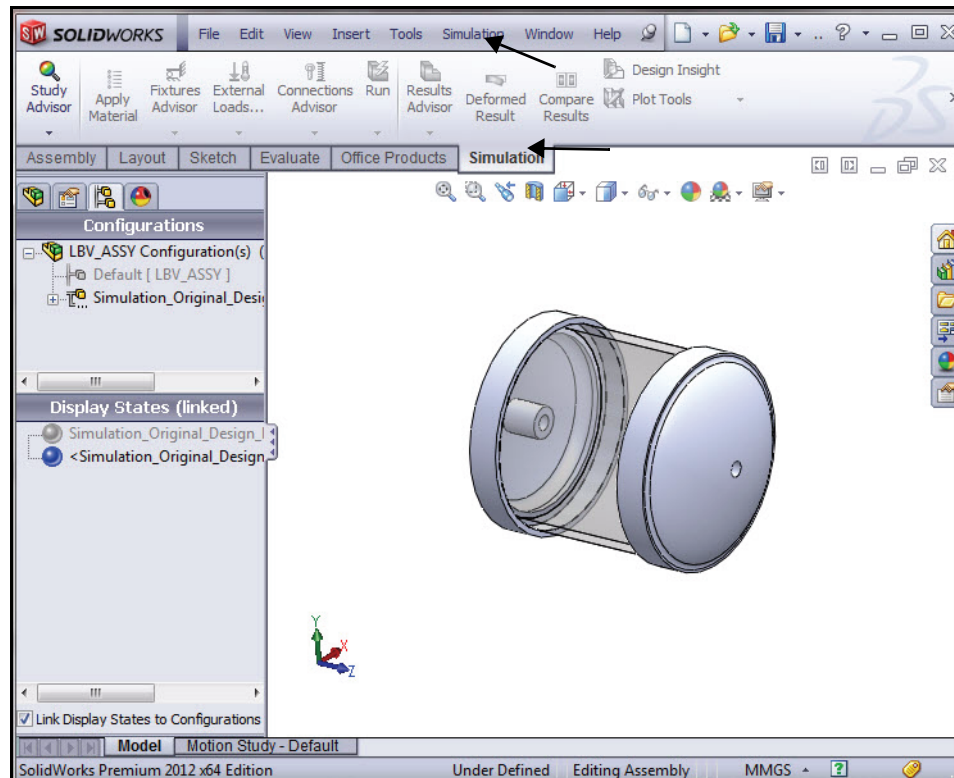 SW SOLIDWORKS File Edit View Insert Tools Simulation Window Help
Study Advisor
Apply Material
Fixtures Advisor
External Loads...
Connections Advisor
Run
Results Advisor
Deformed Result
Compare Results
Design Insight
Plot Tools
Assembly Layout Sketch Evaluate Office Products Simulation
Configurations
LBV_ASSY Configuration(s) (
Default [ LBV_ASSY ]
Simulation_Original_Desi
Display States (linked)
Simulation_Original_Design_
<Simulation_Original_Design
Y
X
Z
Link Display States to Configurations
Model Motion Study - Default
SolidWorks Premium 2012 x64 Edition Under Defined Editing Assembly MMGS ?